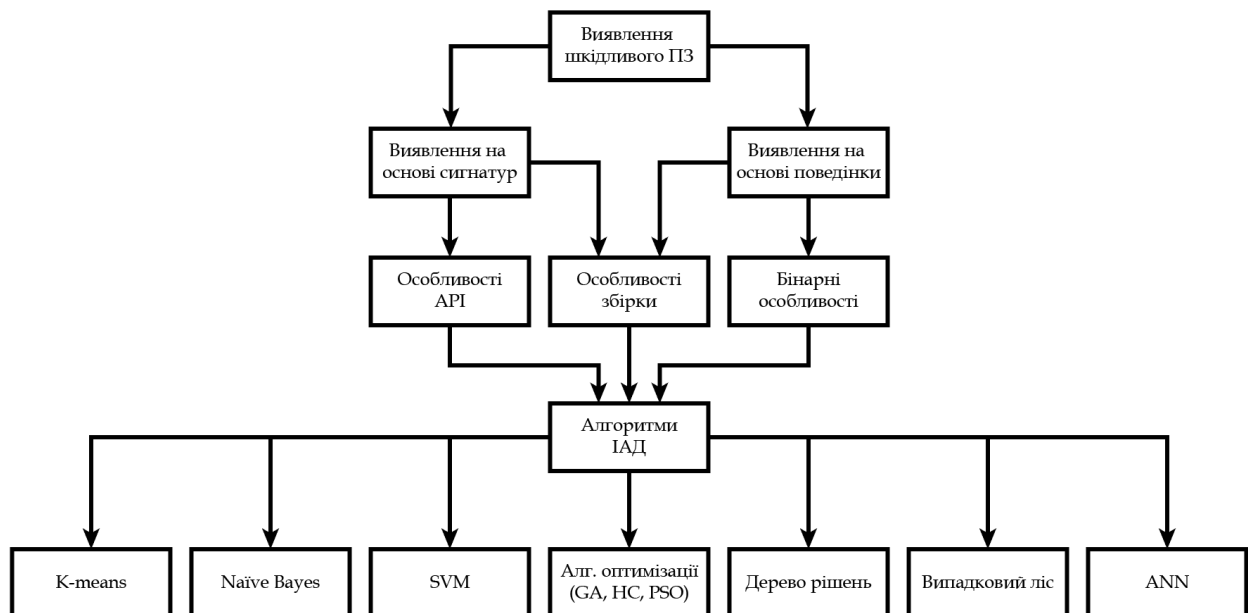 Виявлення
шкідливого ПЗ
Виявлення на
основі сигнатур
Виявлення на
основі поведінки
Особливості
API
Особливості
збірки
Бінарні
особливості
Алгоритми
ІАД
K-means
Naïve Bayes
SVM
Алг. оптимізації
(GA, HC, PSO)
Дерево рішень
Випадковий ліс
ANN